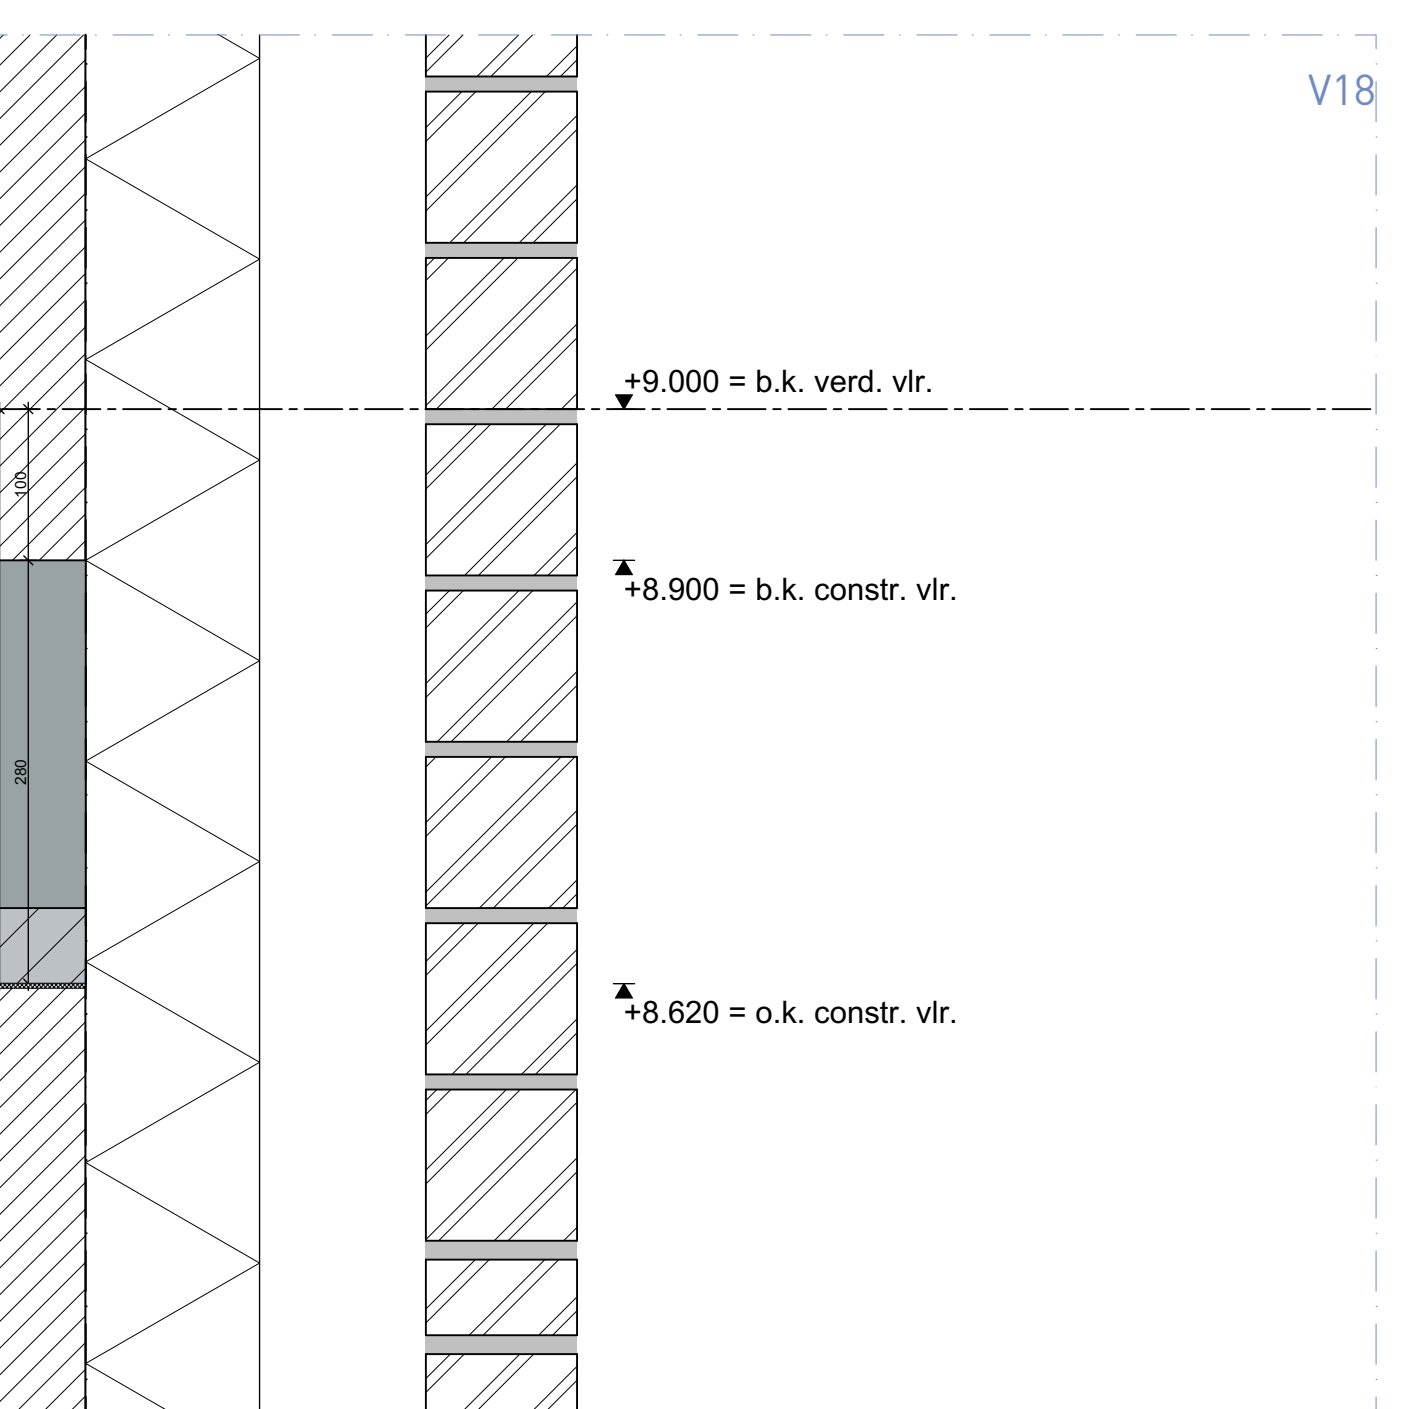 V18
+9.000 = b.k. verd. vlr.
100
+8.900 = b.k. constr. vlr.
280
+8.620 = o.k. constr. vlr.